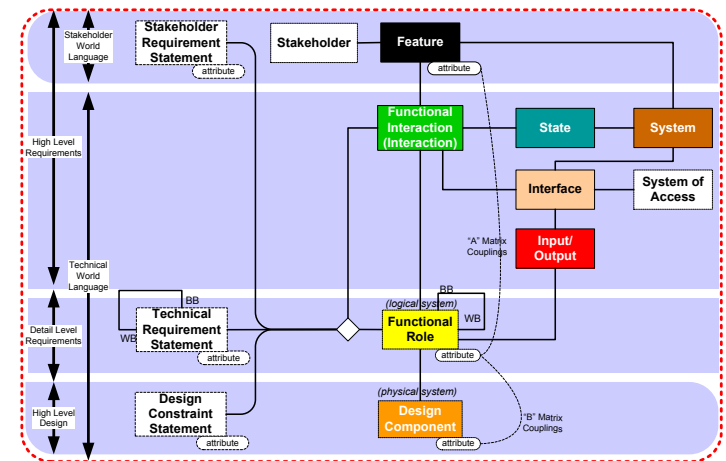 Stakeholder
World
Language
Stakeholder
Requirement
Statement
attribute
Stakeholder
Feature
attribute
High Level
Requirements
Functional
Interaction
(Interaction)
State
System
Interface
System of
Access
"A" Matrix
Couplings
Input/
Output
Technical
World
Language
BB
WB
Technical
Requirement
Statement
attribute
(logical system)
BB
WB
Functional
Role
attribute
Detail Level
Requirements
High Level
Design
Design
Constraint
Statement
attribute
(physical system)
Design
Component
attribute
"B" Matrix
Couplings